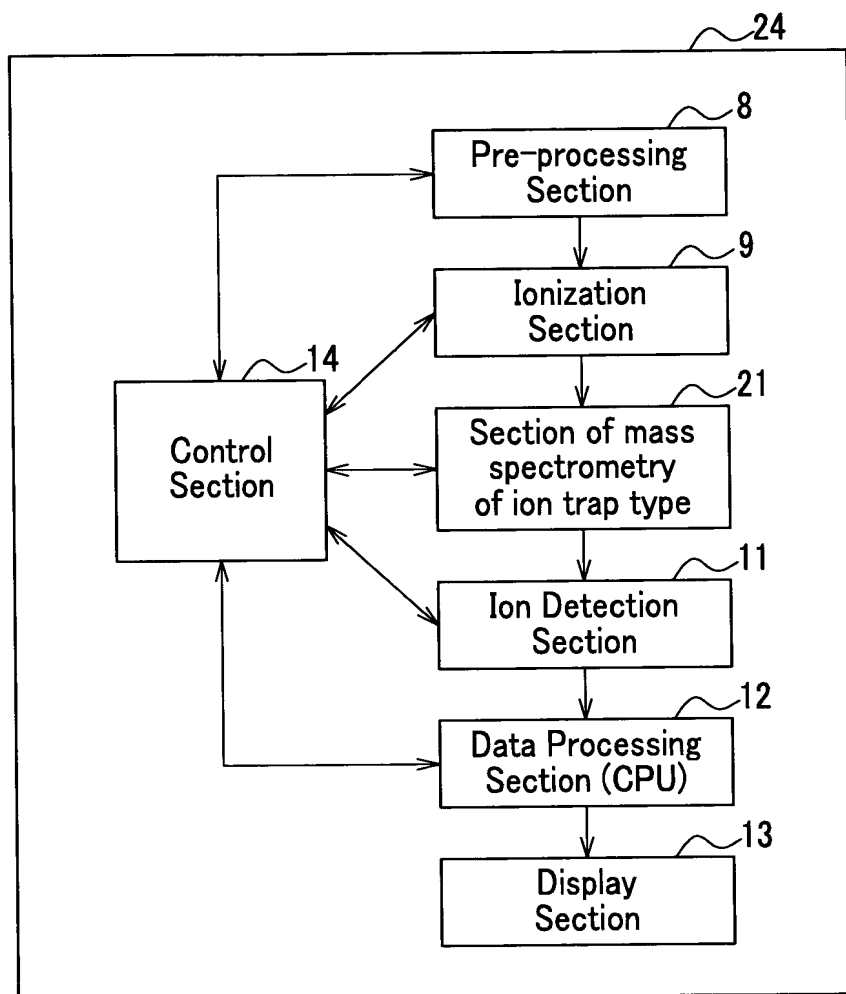 24
8
Pre-processing
Section
9
Ionization
Section
14
Control
Section
21
Section of mass
spectrometry
of ion trap type
11
Ion Detection
Section
12
Data Processing
Section (CPU)
13
Display
Section